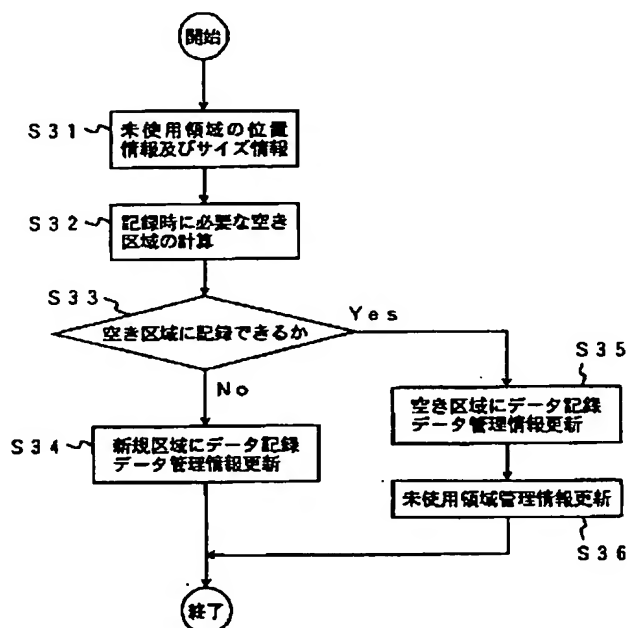 開始
S31
未使用領域の位置
情報及びサイズ情報
S32
記録時に必要な空き
区域の計算
S33
空き区域に記録できるか
Yes
No
S34
新規区域にデータ記録
データ管理情報更新
S35
空き区域にデータ記録
データ管理情報更新
未使用領域管理情報更新
S36
終了